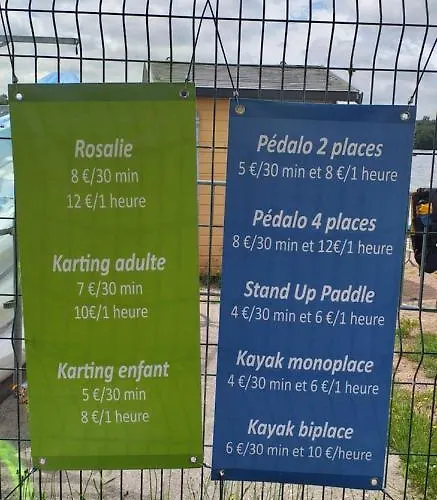 Rosalie
8 €/30 min
12 €/1 heure
Karting adulte
7 €/30 min
10€/1 heure
Karting enfant
5 €/30 min
8 €/1 heure
Pédalo 2 places
5 €/30 min et 8 €/1 heure
Pédalo 4 places
8 €/30 min et 12€/1 heure
Stand Up Paddle
4 €/30 min et 6 €/1 heure
Kayak monoplace
4 €/30 min et 6 €/1 heure
Kayak biplace
6 €/30 min et 10 €/heure